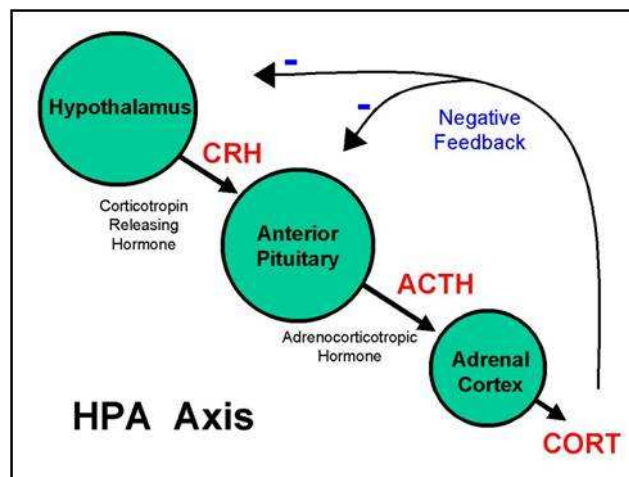 -
-
Hypothalamus
Negative
Feedback
CRH
Corticotropin
Releasing
Hormone
Anterior
Pituitary
ACTH
Adrenocorticotropic
Hormone
Adrenal
Cortex
HPA Axis
CORT